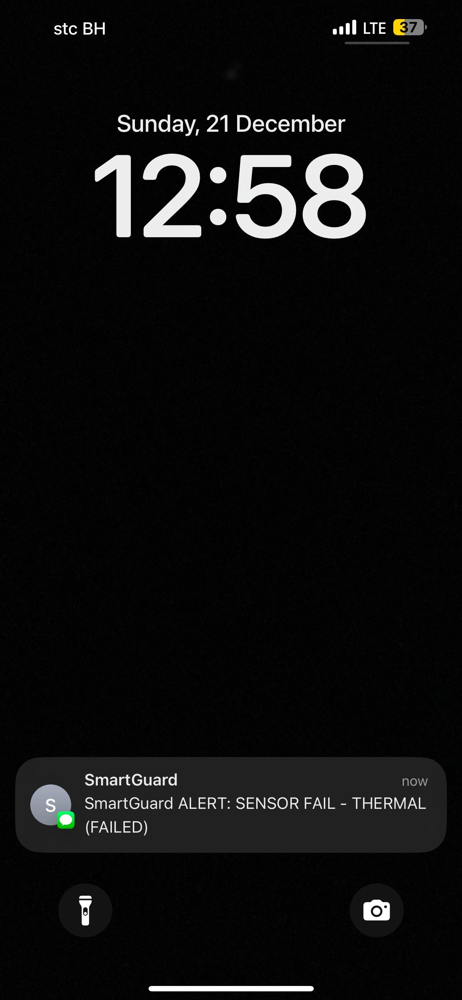 stc BH
LTE 37
Sunday, 21 December
12:58
SmartGuard
now
S
SmartGuard ALERT: SENSOR FAIL - THERMAL
(FAILED)